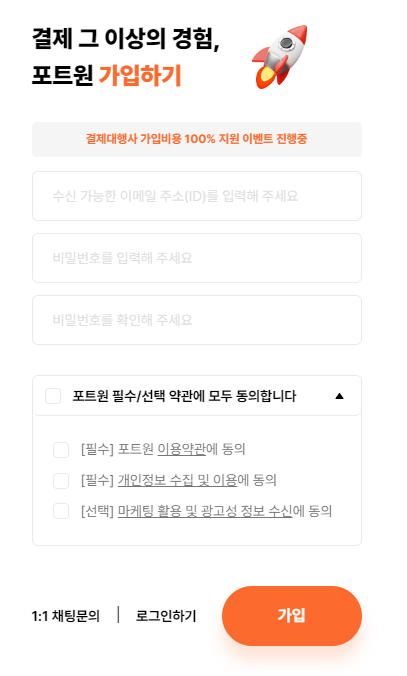 결제 그 이상의 경험,
포트원 가입하기
결제대행사 가입비용 100% 지원 이벤트 진행중
수신 가능한 이메일 주소(ID)를 입력해 주세요
비밀번호를 입력해 주세요
비밀번호를 확인해 주세요
포트원 필수/선택 약관에 모두 동의합니다
[필수] 포트원 이용약관에 동의
[필수] 개인정보 수집 및 이용에 동의
[선택] 마케팅 활용 및 광고성 정보 수신에 동의
1:1 채팅문의 | 로그인하기 가입